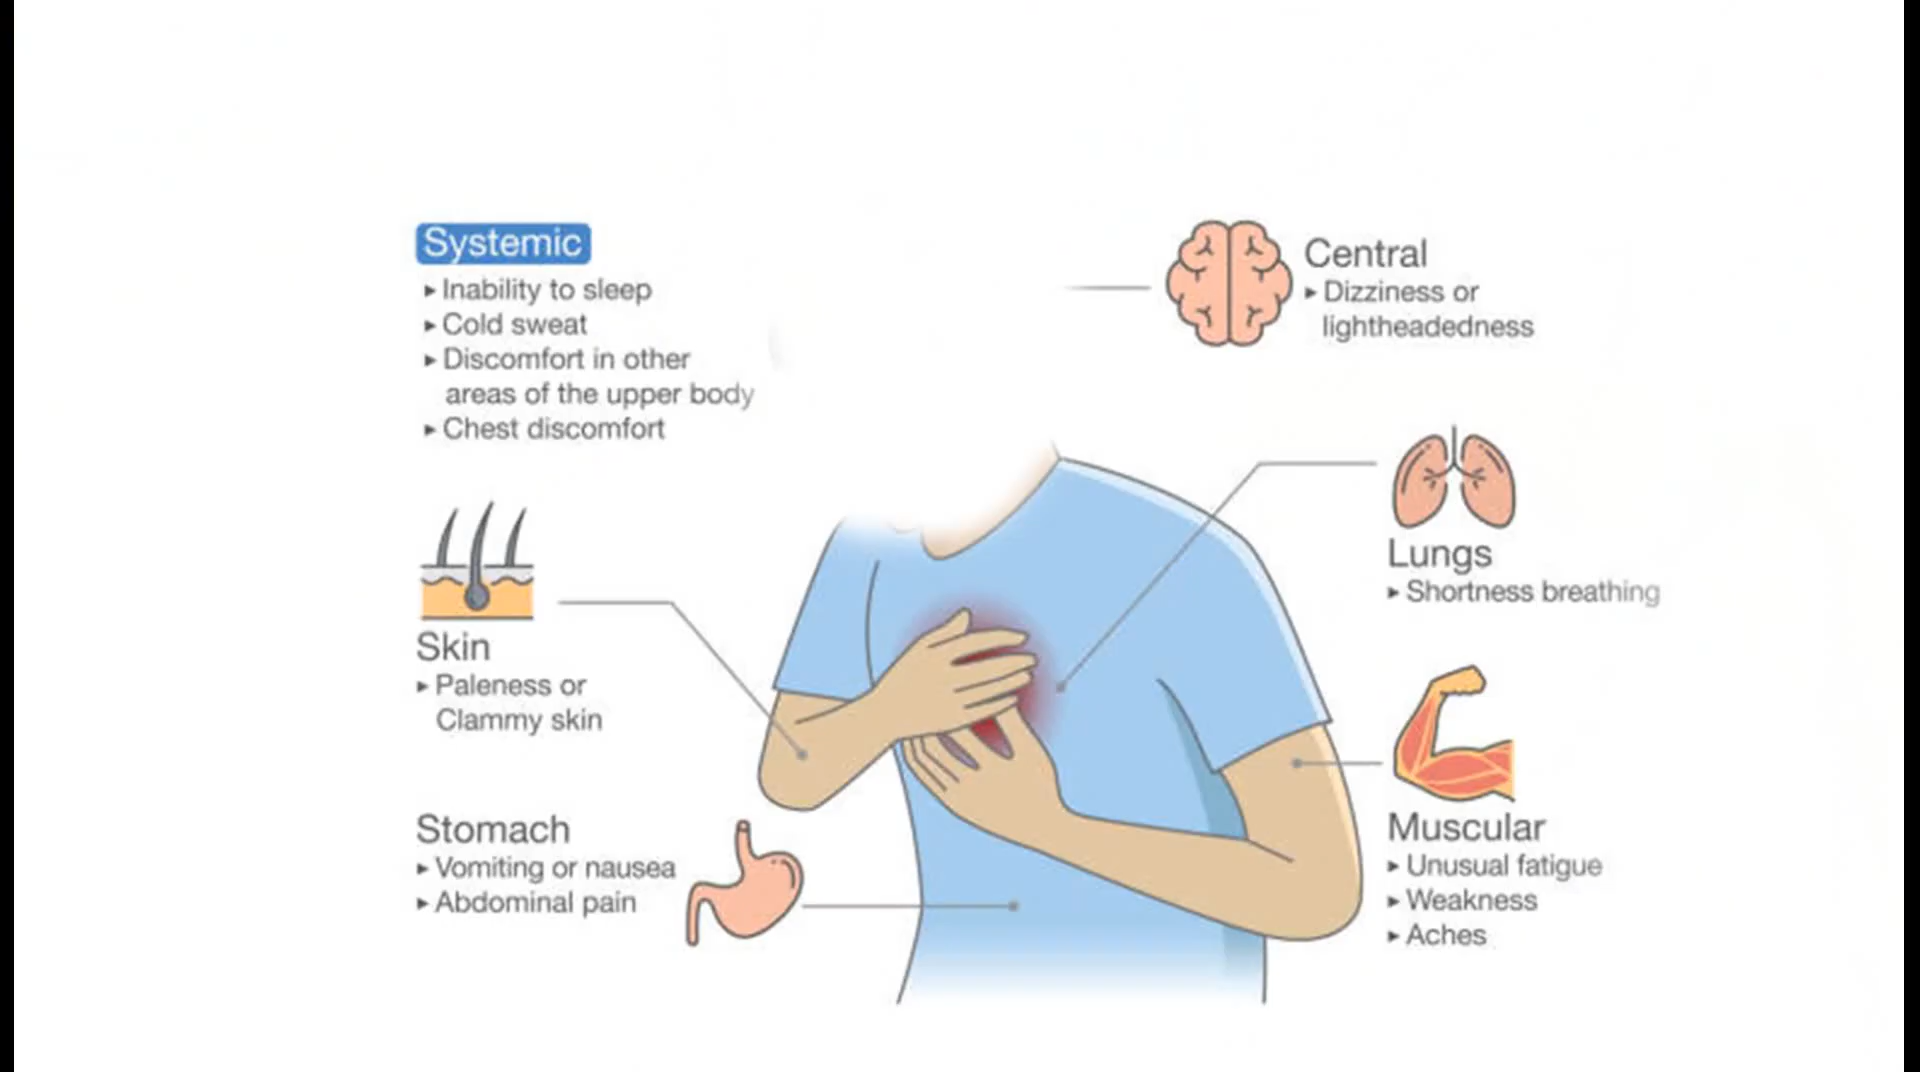 Systemic
▸ Inability to sleep
▸ Cold sweat
▸ Discomfort in other
areas of the upper body
▸ Chest discomfort
Skin
▸ Paleness or
Clammy skin
Stomach
▸ Vomiting or nausea
▸ Abdominal pain
Central
▸ Dizziness or
lightheadedness
Lungs
▸ Shortness breathing
Muscular
▸ Unusual fatigue
▸ Weakness
▸ Aches